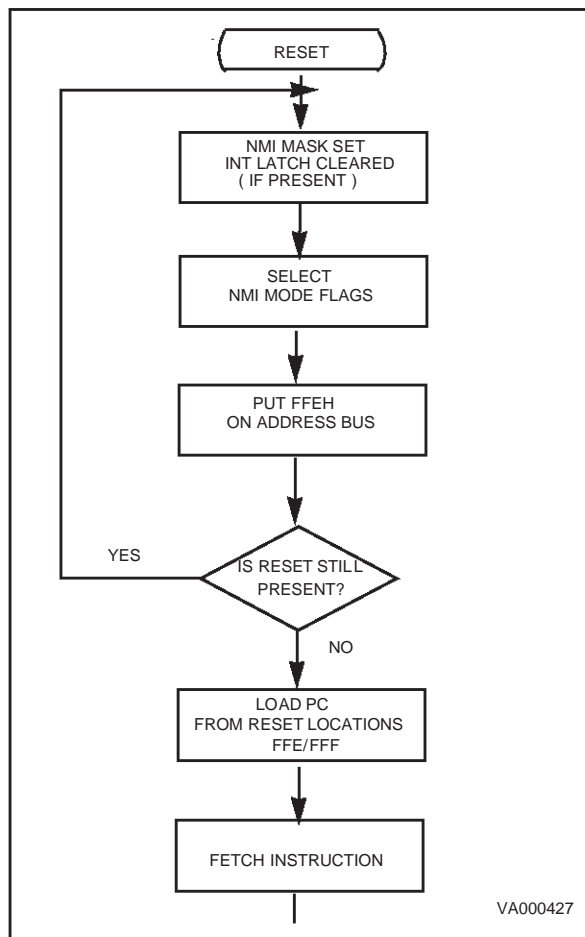 RESET
NMI MASK SET
INT LATCH CLEARED
( IF PRESENT )
SELECT
NMI MODE FLAGS
PUT FFEH
ON ADDRESS BUS
YES
IS RESET STILL
PRESENT?
NO
LOAD PC
FROM RESET LOCATIONS
FFE/FFF
FETCH INSTRUCTION
VA000427